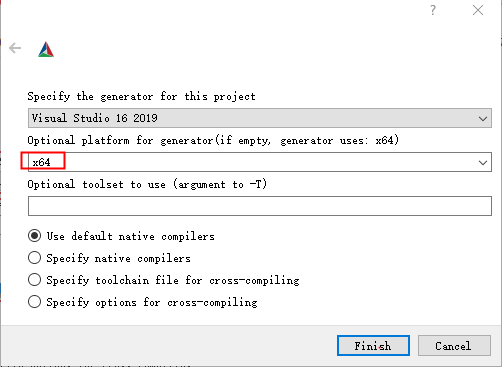 ?
Specify the generator for this project
Visual Studio 16 2019
Optional platform for generator(if empty, generator uses: x64)
x64
Optional toolset to use (argument to -T)
Use default native compilers
Specify native compilers
Specify toolchain file for cross-compiling
Specify options for cross-compiling
Finish
Cancel